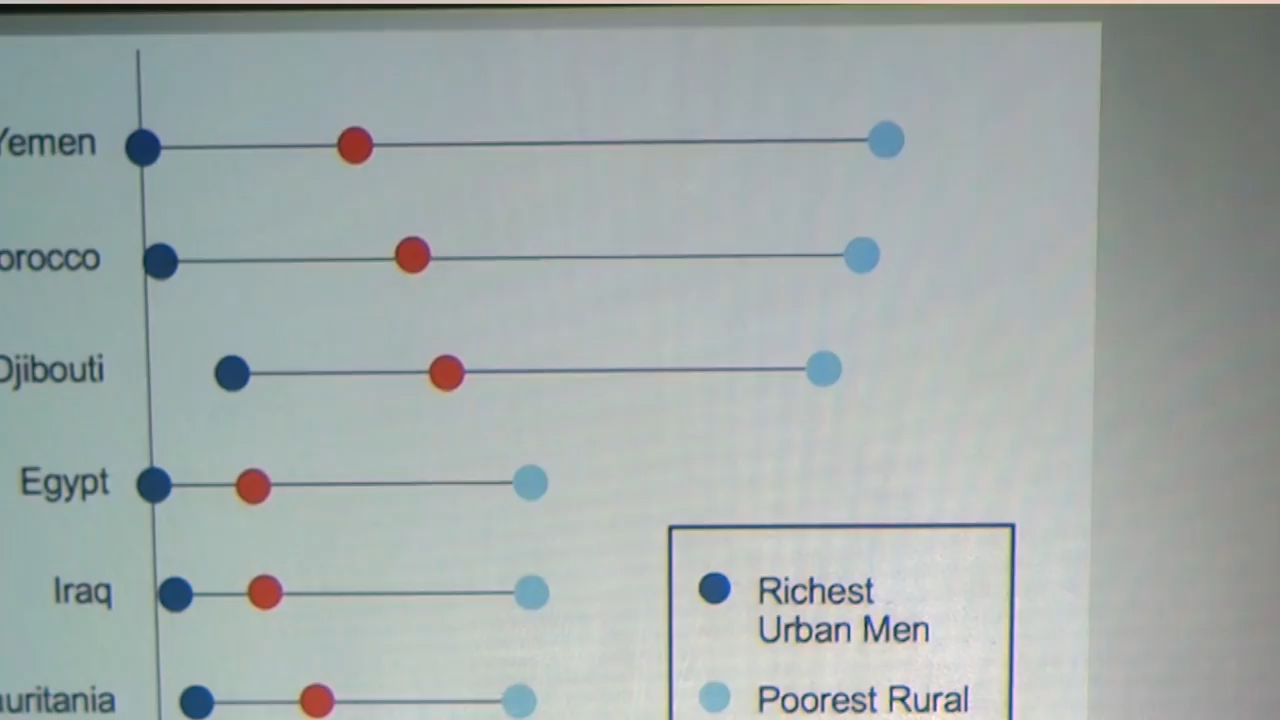 Yemen
orocco
Djibouti
Egypt
Iraq
uritania
Richest
Urban Men
Poorest Rural